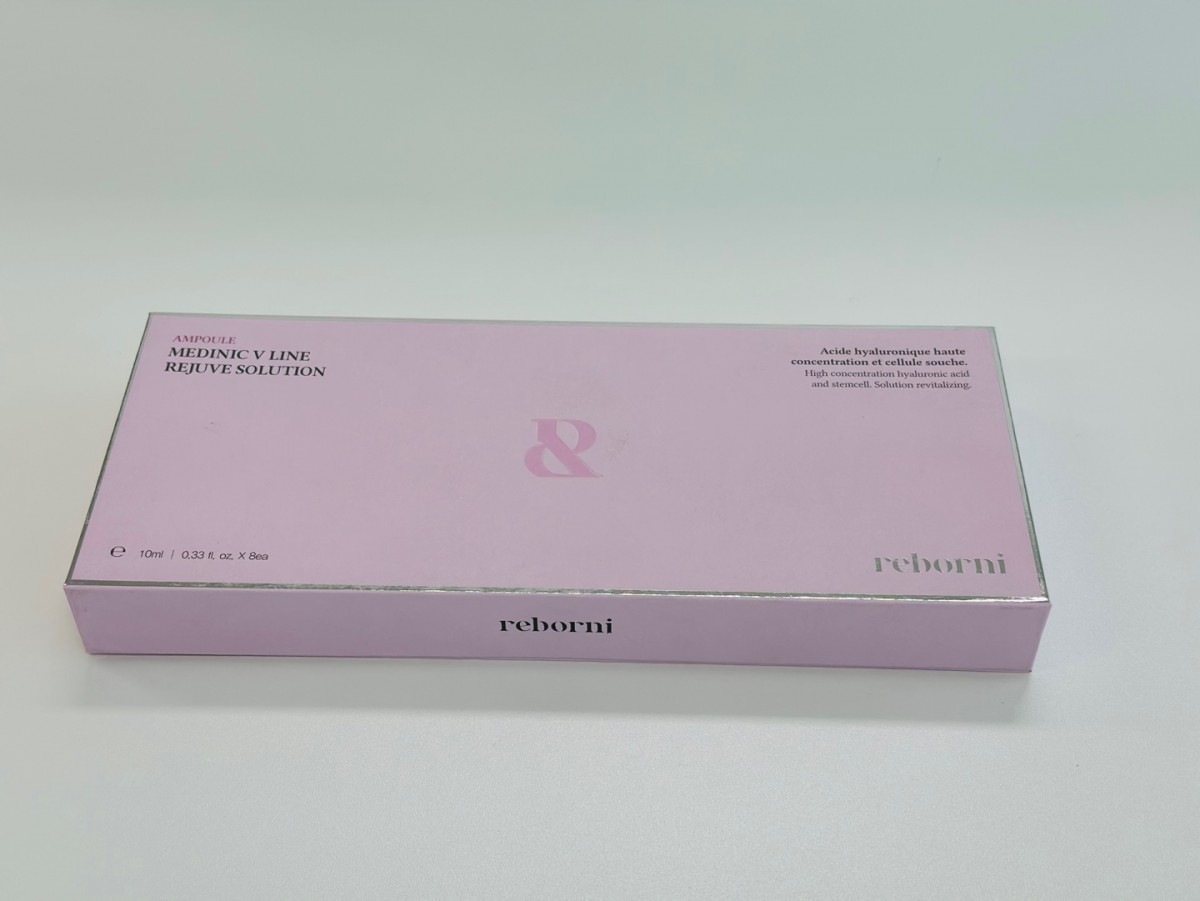 AMPOULE
MEDINIC V LINE
REJUVE SOLUTION
Acide hyaluronique haute
concentration et cellule souche.
High concentration hyaluronic acid
and stemcell. Solution revitalizing.
&
℮ 10ml | 0.33 fl. oz. X 8ea
reborni
reborni